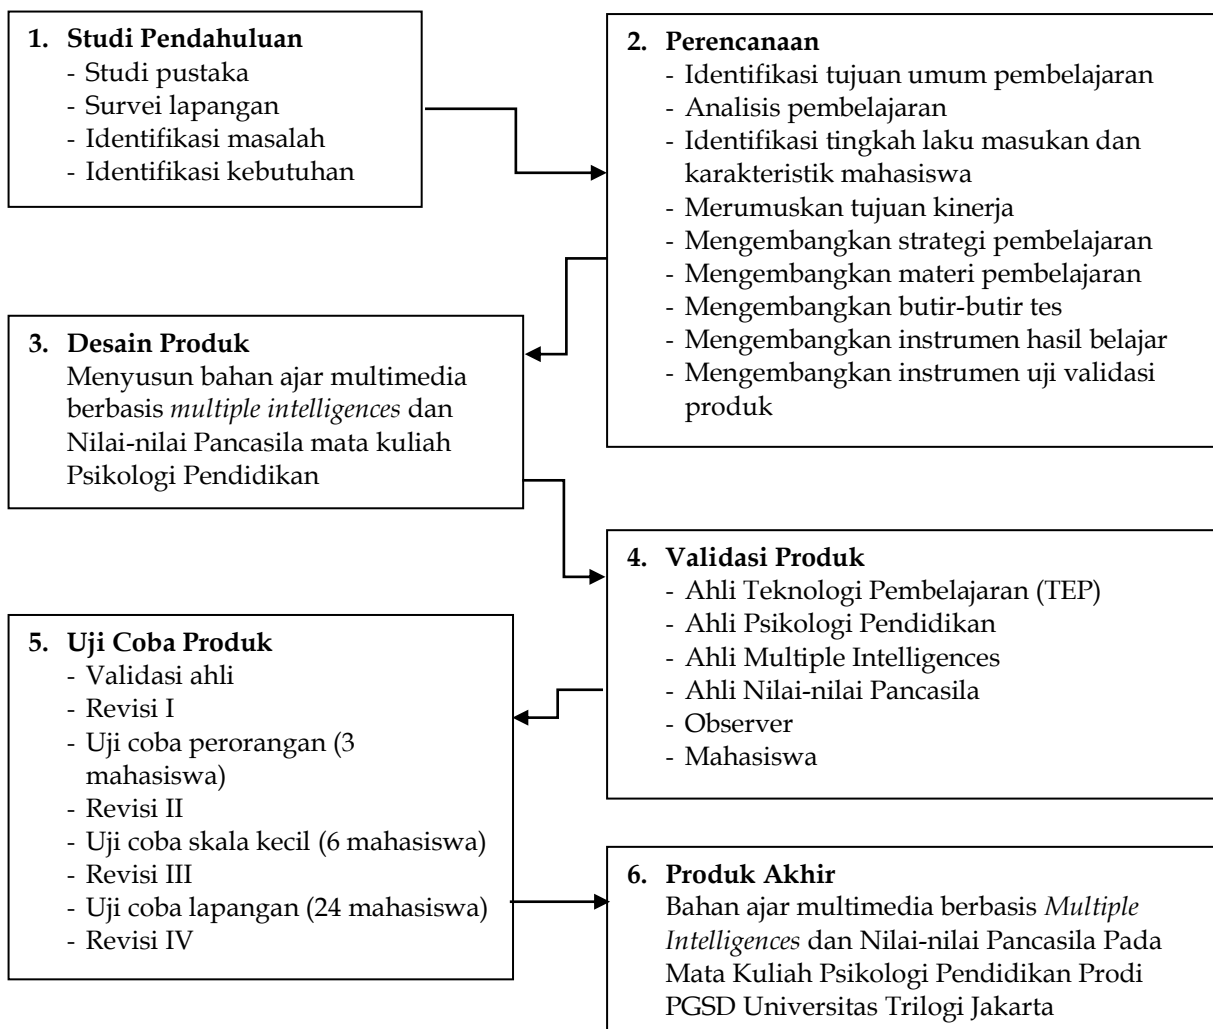 1. Studi Pendahuluan
- Studi pustaka
- Survei lapangan
- Identifikasi masalah
- Identifikasi kebutuhan
2. Perencanaan
- Identifikasi tujuan umum pembelajaran
- Analisis pembelajaran
- Identifikasi tingkah laku masukan dan
karakteristik mahasiswa
- Merumuskan tujuan kinerja
- Mengembangkan strategi pembelajaran
- Mengembangkan materi pembelajaran
- Mengembangkan butir-butir tes
- Mengembangkan instrumen hasil belajar
- Mengembangkan instrumen uji validasi
produk
3. Desain Produk
Menyusun bahan ajar multimedia
berbasis multiple intelligences dan
Nilai-nilai Pancasila mata kuliah
Psikologi Pendidikan
4. Validasi Produk
- Ahli Teknologi Pembelajaran (TEP)
- Ahli Psikologi Pendidikan
- Ahli Multiple Intelligences
- Ahli Nilai-nilai Pancasila
- Observer
- Mahasiswa
5. Uji Coba Produk
- Validasi ahli
- Revisi I
- Uji coba perorangan (3
mahasiswa)
- Revisi II
- Uji coba skala kecil (6 mahasiswa)
- Revisi III
- Uji coba lapangan (24 mahasiswa)
- Revisi IV
6. Produk Akhir
Bahan ajar multimedia berbasis Multiple
Intelligences dan Nilai-nilai Pancasila Pada
Mata Kuliah Psikologi Pendidikan Prodi
PGSD Universitas Trilogi Jakarta